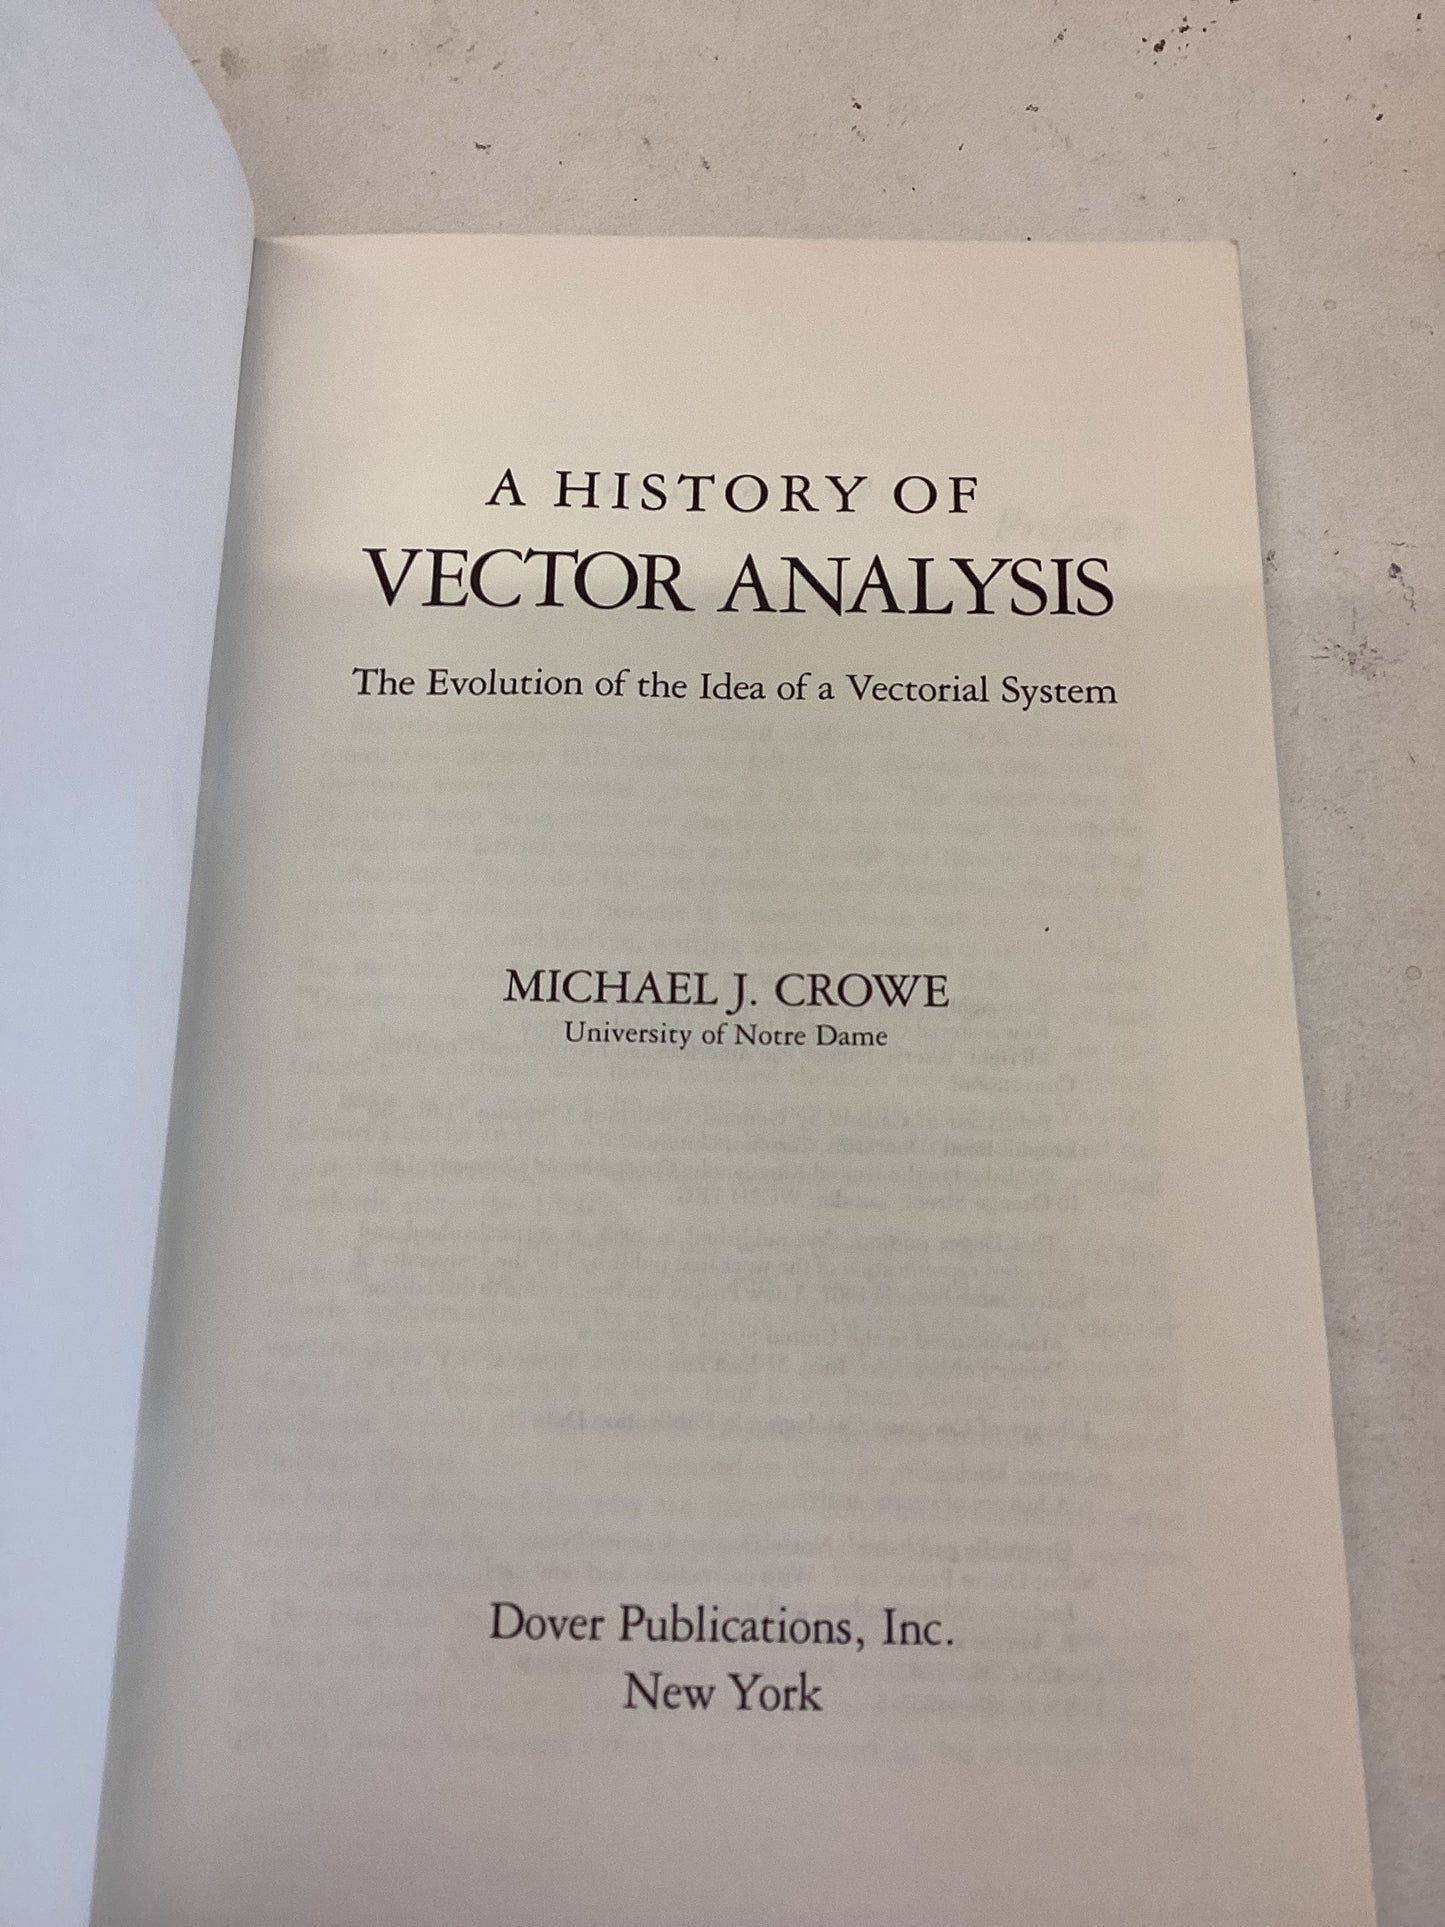 A HISTORY OF
VECTOR ANALYSIS
The Evolution of the Idea of a Vectorial System
MICHAEL J. CROWE
University of Notre Dame
Dover Publications, Inc.
New York